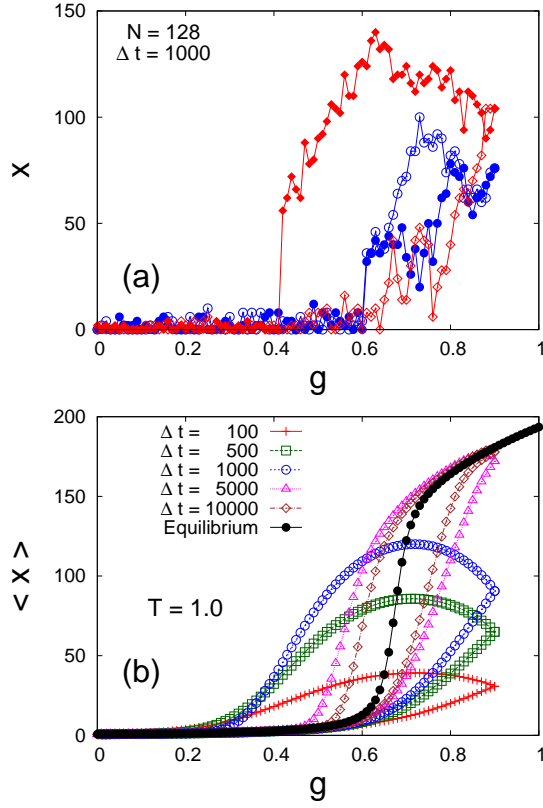 N = 128
Δ t = 1000
150
100
50
0
x
(a)
0 0.2 0.4 0.6 0.8 1
g
200
150
100
50
0
< x >
Δ t = 100
Δ t = 500
Δ t = 1000
Δ t = 5000
Δ t = 10000
Equilibrium
T = 1.0
(b)
0 0.2 0.4 0.6 0.8 1
g